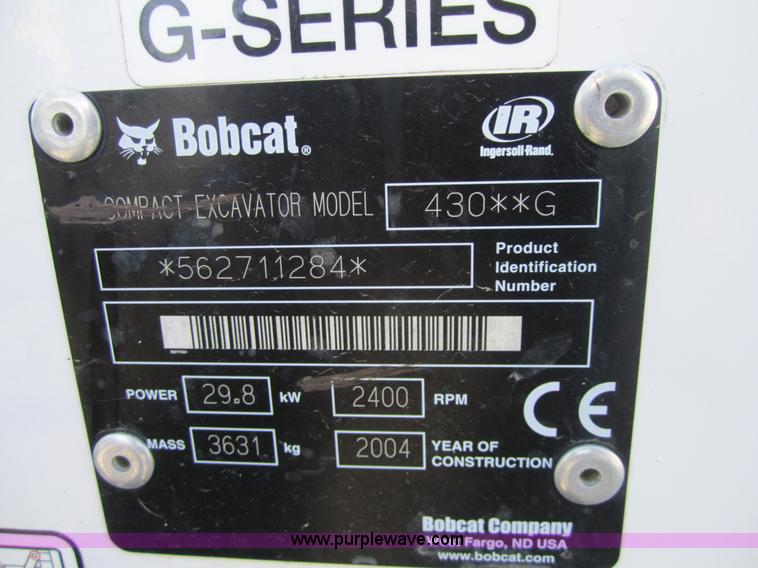 G-SERIES
Bobcat®
IR
Ingersoll-Rand®
COMPACT EXCAVATOR MODEL 430**G
*562711284* Product Identification Number
POWER 29.8 kW 2400 RPM
MASS 3631 kg 2004 YEAR OF CONSTRUCTION
CE
Bobcat Company
Fargo, ND USA
www.purplewave.com
www.bobcat.com